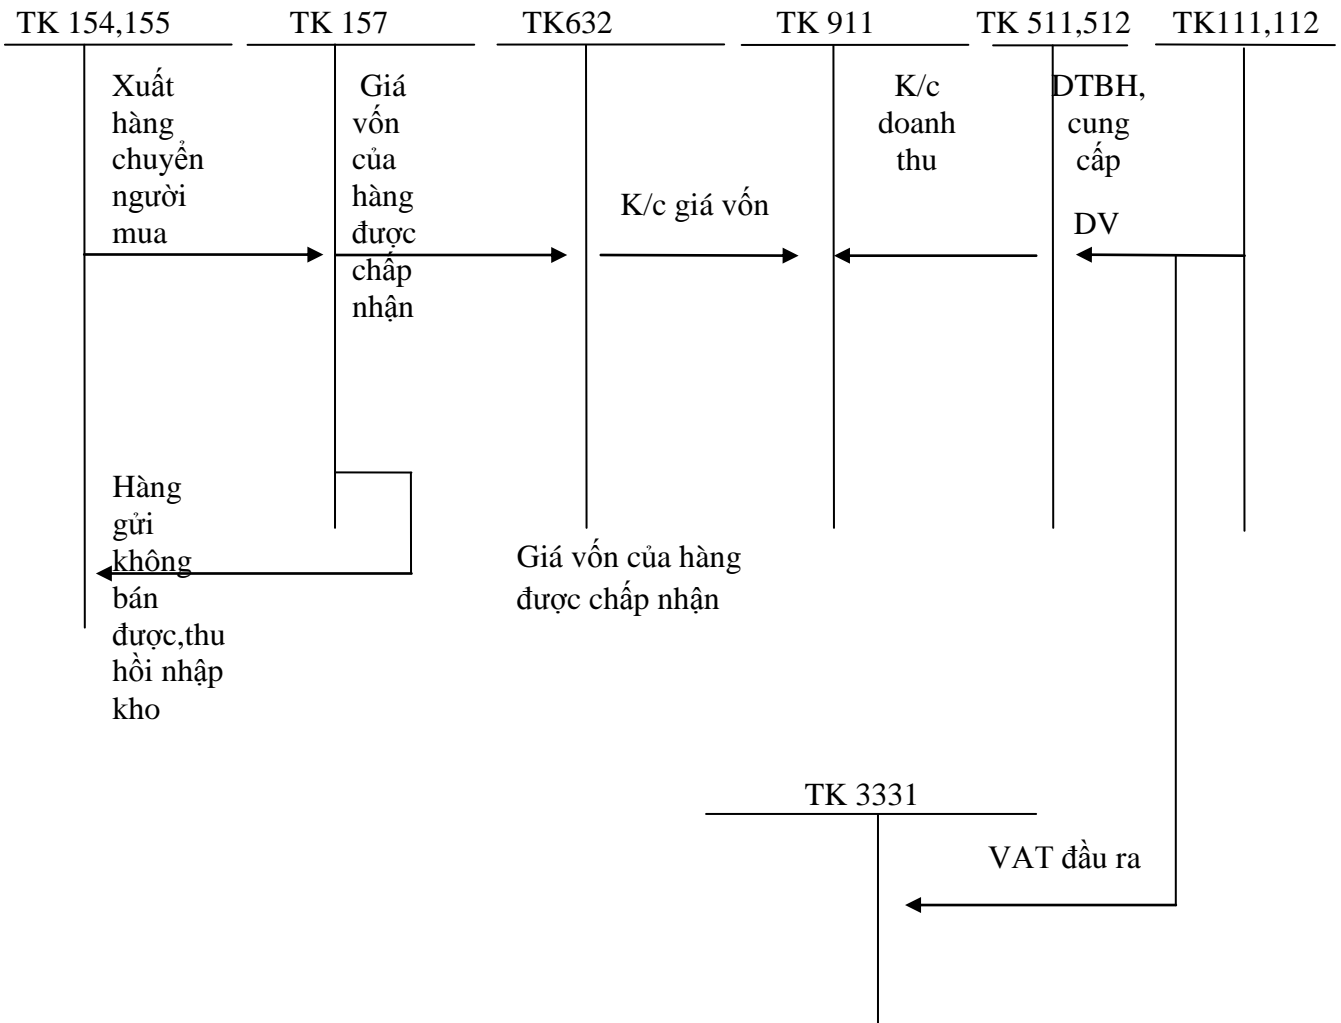 TK 154,155
TK 157
TK632
TK 911
TK 511,512
TK111,112
Xuất
hàng
chuyển
người
mua
Giá
vốn
của
hàng
được
chấp
nhận
K/c giá vốn
K/c
doanh
thu
DTBH,
cung
cấp
DV
Hàng
gửi
không
bán
được,thu
hồi nhập
kho
Giá vốn của hàng
được chấp nhận
TK 3331
VAT đầu ra